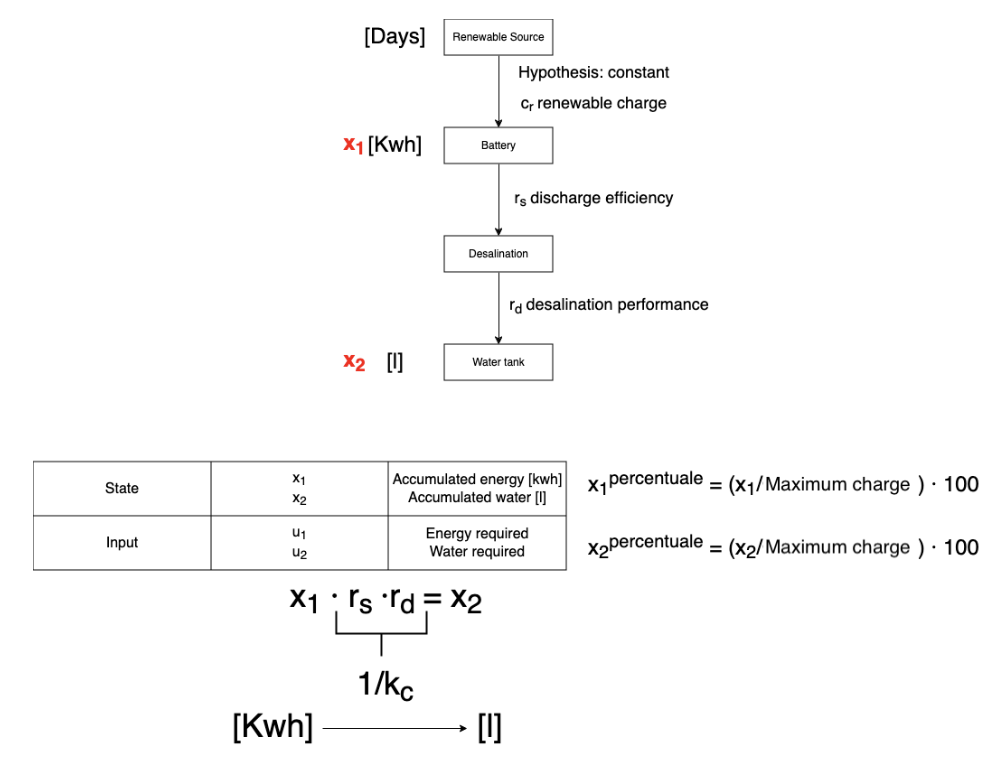 [Days] Renewable Source
Hypothesis: constant
cr renewable charge
x1 [Kwh] Battery
rs discharge efficiency
Desalination
rd desalination performance
x2 [l] Water tank
State x1 Accumulated energy [kwh]
x2 Accumulated water [l]
x1percentuale = (x1/Maximum charge ) · 100
Input u1 Energy required
u2 Water required
x2percentuale = (x2/Maximum charge ) · 100
x1 · rs ·rd = x2
1/kc
[Kwh] [l]